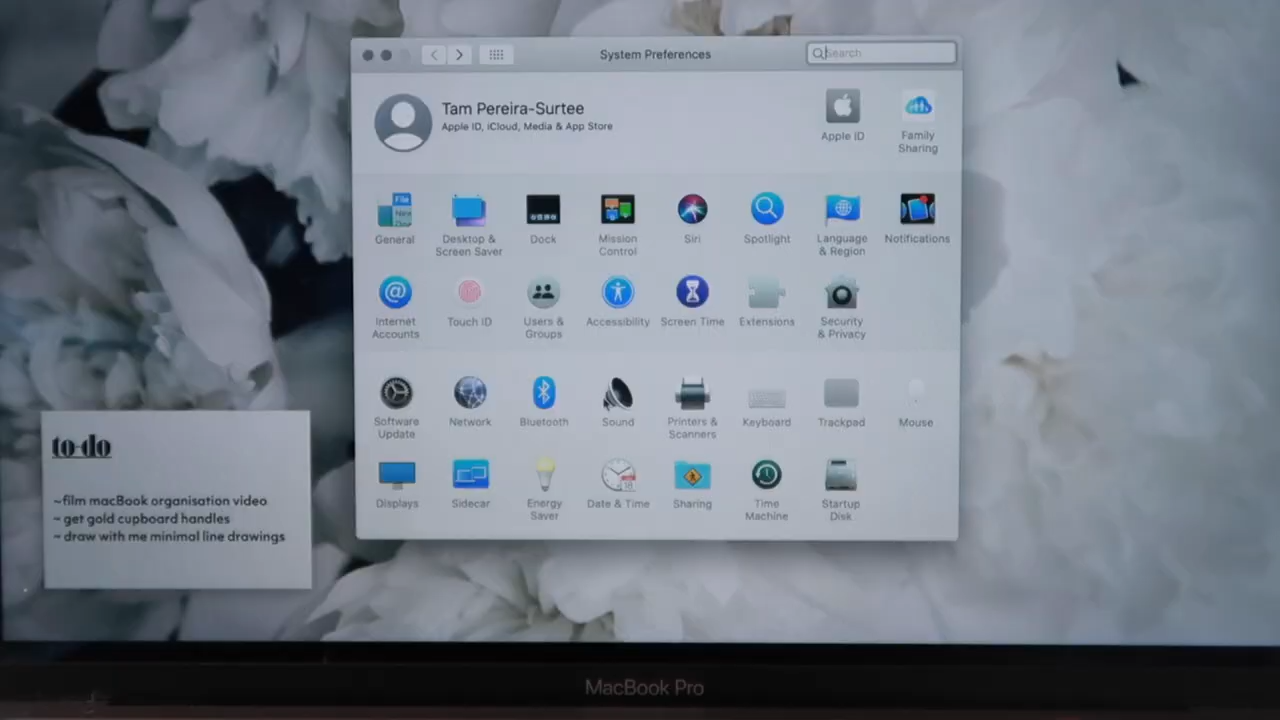 System Preferences
Search
Tam Pereira-Surtee
Apple ID, iCloud, Media & App Store
Apple ID
Family
Sharing
File
New
General
Desktop &
Screen Saver
Dock
Mission
Control
Siri
Spotlight
Language
& Region
Notifications
Internet
Accounts
Touch ID
Users &
Groups
Accessibility
Screen Time
Extensions
Security
& Privacy
Software
Update
Network
Bluetooth
Sound
Printers &
Scanners
Keyboard
Trackpad
Mouse
Displays
Sidecar
Energy
Saver
18
Date & Time
Sharing
Time
Machine
Startup
Disk
to-do
~film macBook organisation video
~ get gold cupboard handles
~ draw with me minimal line drawings
MacBook Pro